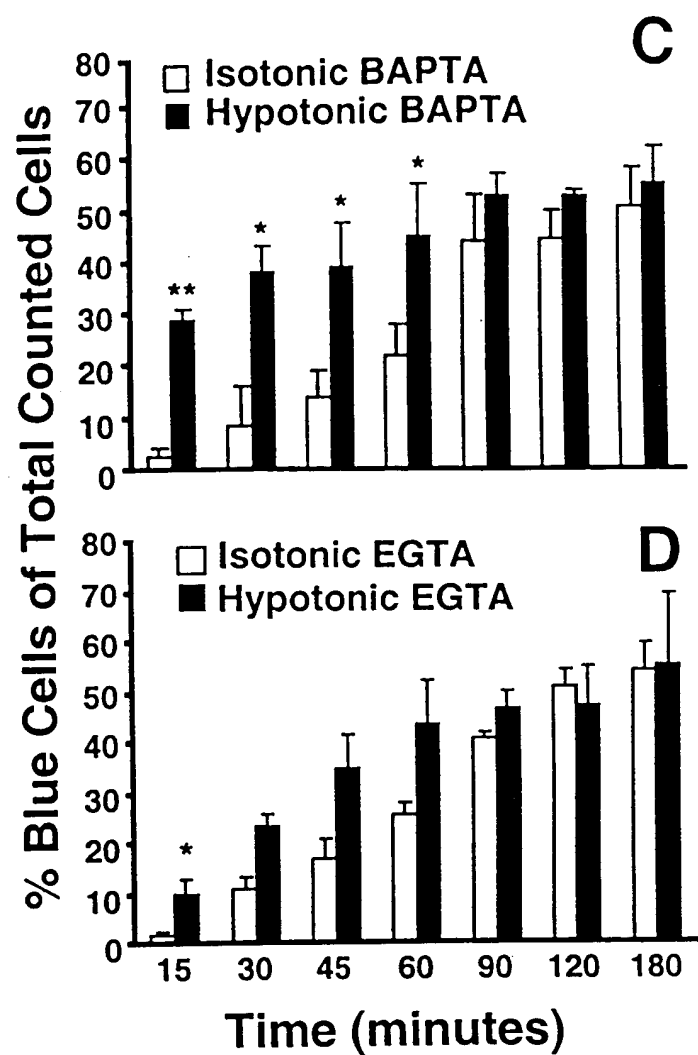 C
Isotonic BAPTA
Hypotonic BAPTA
80
70
60
50
40
30
20
10
0
**
*
*
*
% Blue Cells of Total Counted Cells
D
Isotonic EGTA
Hypotonic EGTA
80
70
60
50
40
30
20
10
0
*
15 30 45 60 90 120 180
Time (minutes)